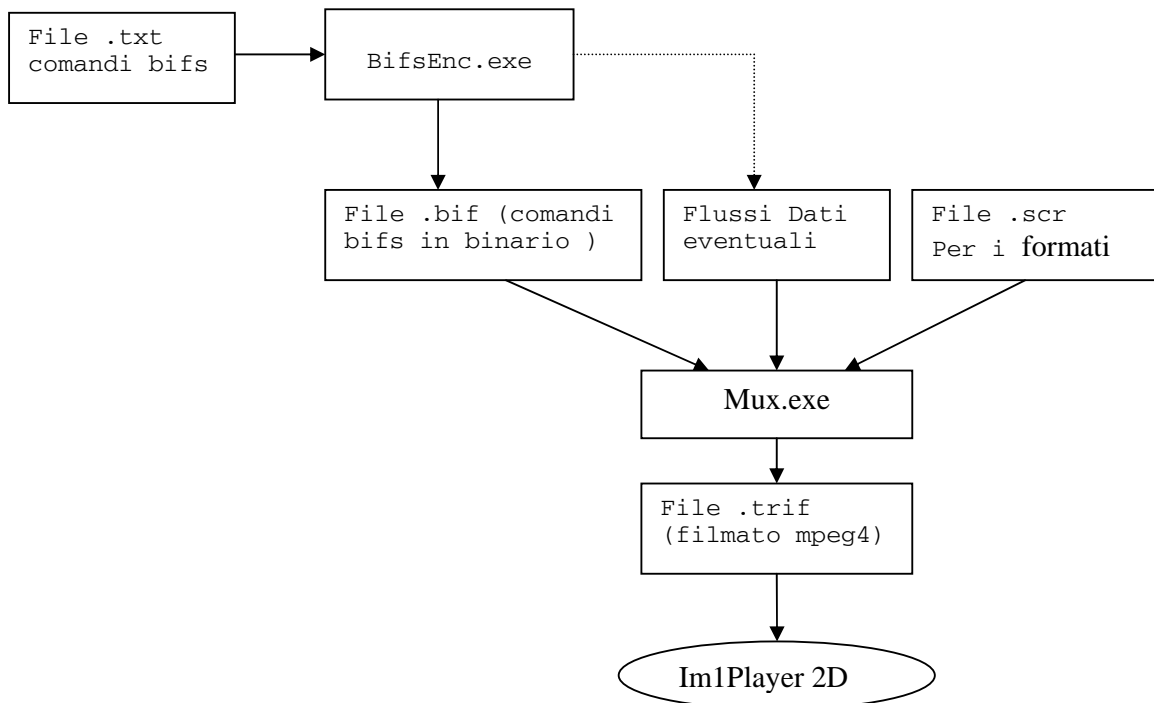 File .txt
comandi bifs
BifsEnc.exe
File .bif (comandi
bifs in binario )
Flussi Dati
eventuali
File .scr
Per i formati
Mux.exe
File .trif
(filmato mpeg4)
Im1Player 2D